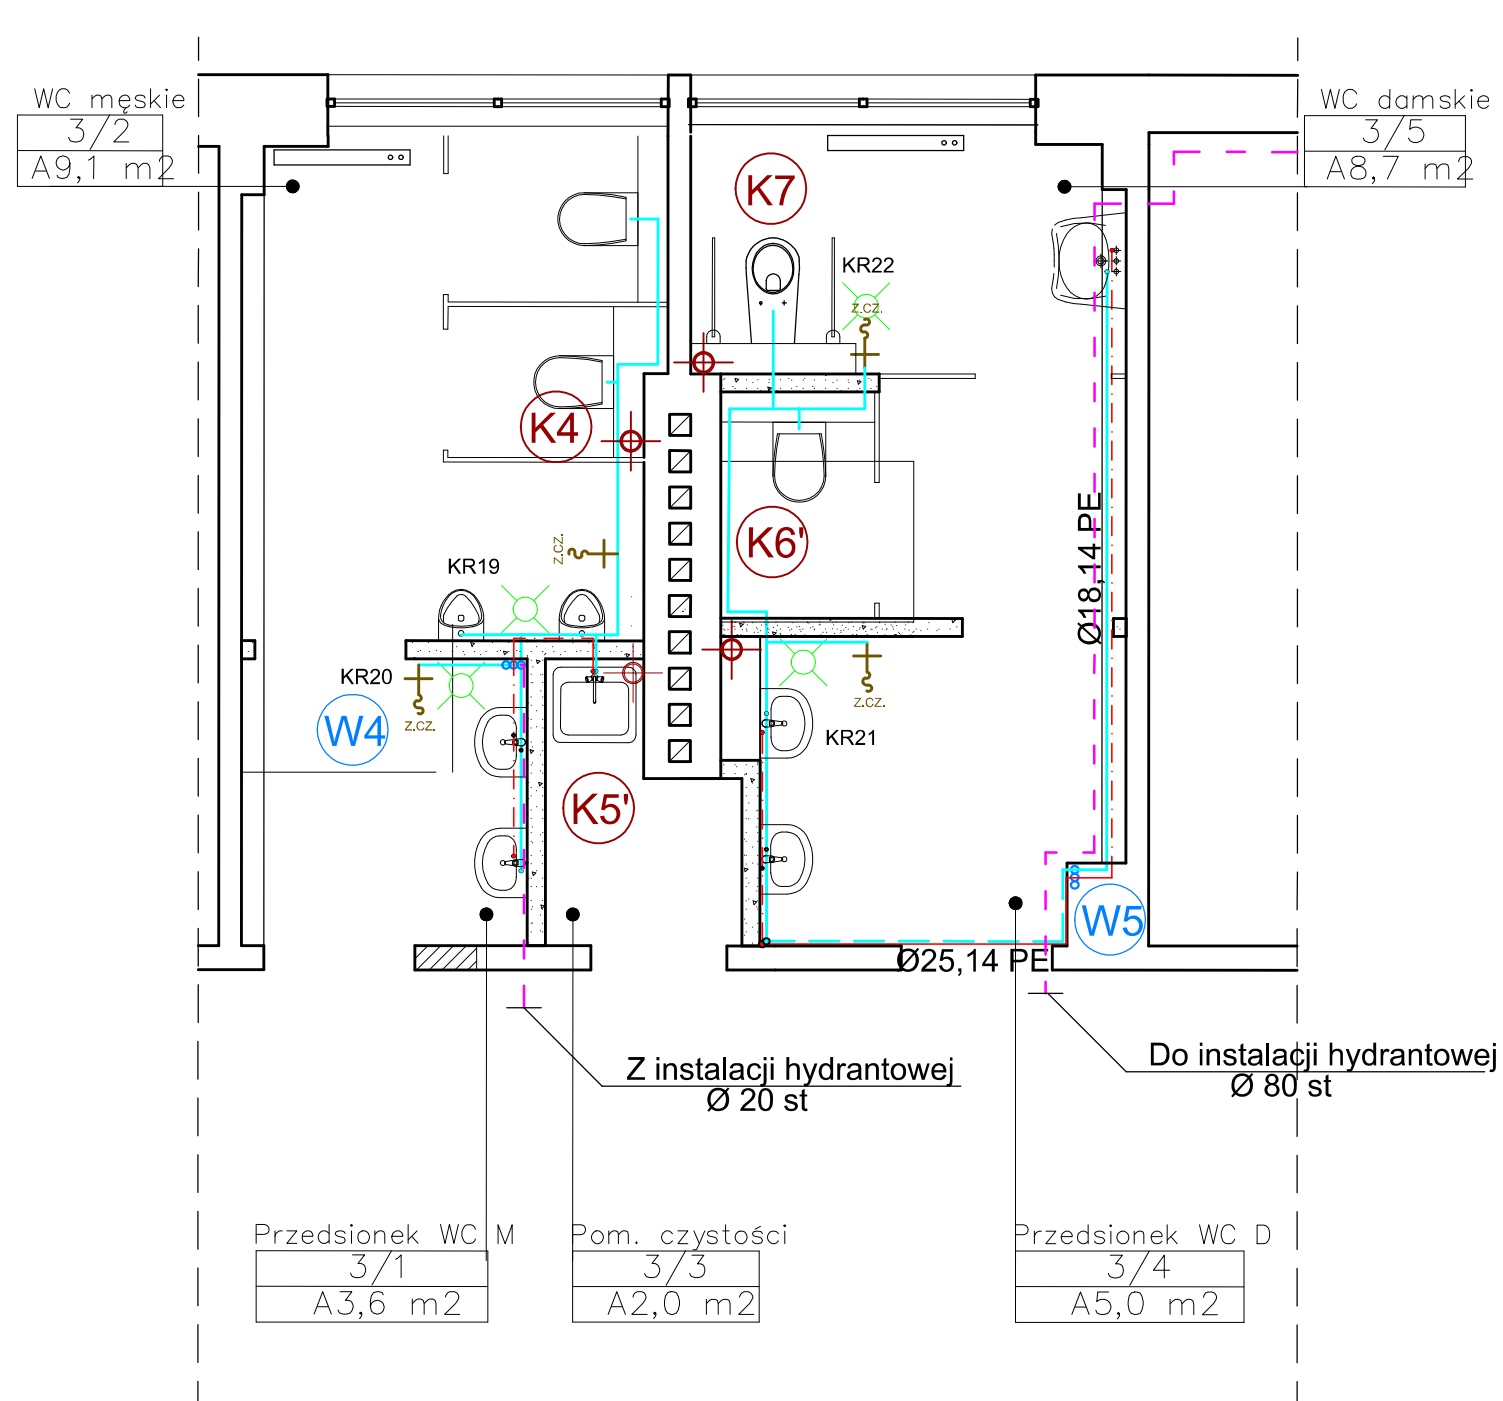 WC męskie
3/2
A9,1 m2
WC damskie
3/5
A8,7 m2
K7
KR22
z.cz.
K4
K6'
z.cz.
KR19
Ø18,14 PE
KR20
z.cz.
W4
z.cz.
KR21
K5'
W5
Ø25,14 PE
Z instalacji hydrantowej
Ø 20 st
Do instalacji hydrantowej
Ø 80 st
Przedsionek WC M
3/1
A3,6 m2
Pom. czystości
3/3
A2,0 m2
Przedsionek WC D
3/4
A5,0 m2